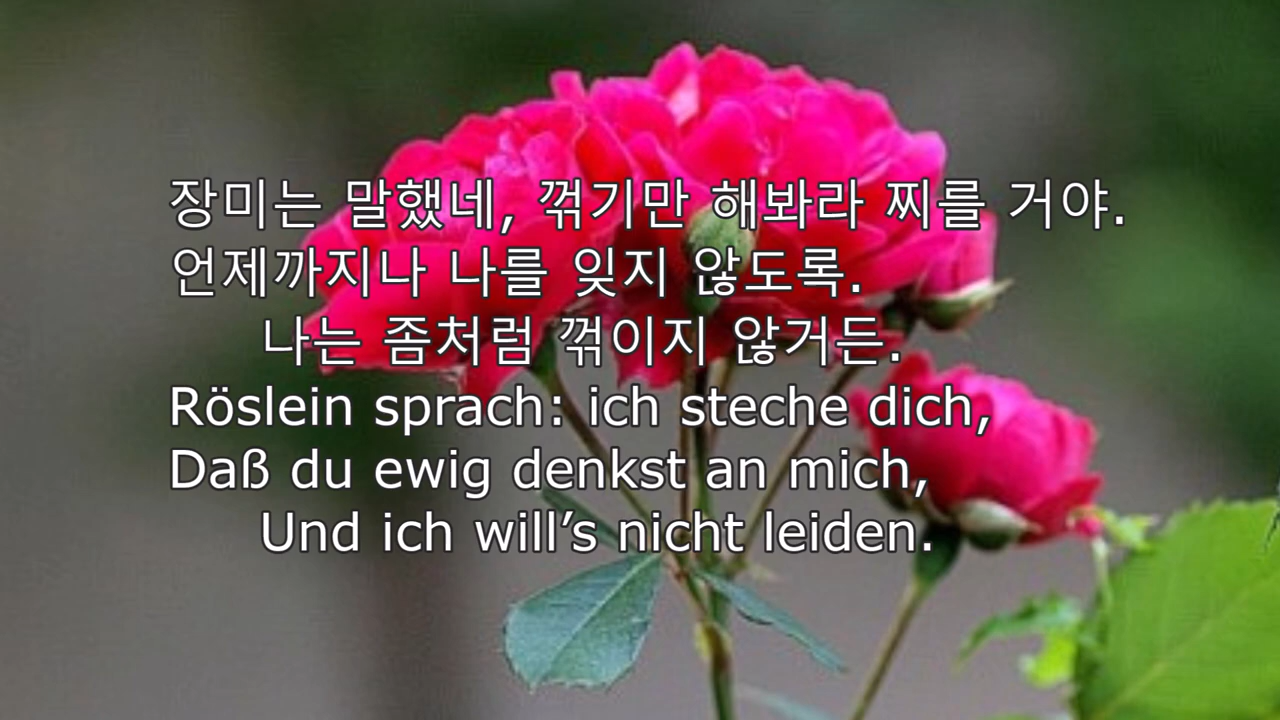 장미는 말했네, 꺾기만 해봐라 찌를 거야.
언제까지나 나를 잊지 않도록.
나는 좀처럼 꺾이지 않거든.
Röslein sprach: ich steche dich,
Daß du ewig denkst an mich,
Und ich will’s nicht leiden.